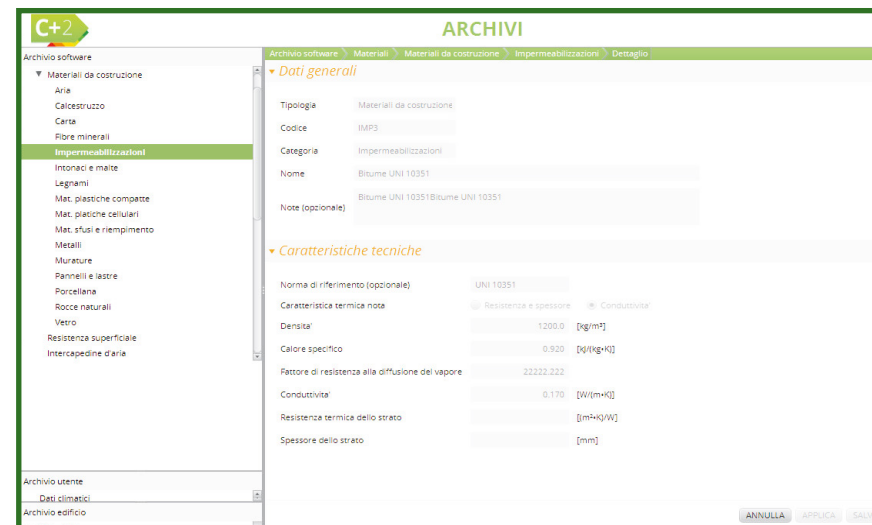 C+2
ARCHIVI
Archivio software
Archivio software Materiali Materiali da costruzione Impermeabilizzazioni Dettaglio
Materiali da costruzione
Aria
Calcestruzzo
Carta
Fibre minerali
Impermeabilizzazioni
Intonaci e malte
Legnami
Mat. plastiche compatte
Mat. platiche cellulari
Mat. sfusi e riempimento
Metalli
Murature
Pannelli e lastre
Porcellana
Rocce naturali
Vetro
Resistenza superficiale
Intercapedine d'aria
Archivio utente
Dati climatici
Archivio edificio
Dati generali
Tipologia Materiali da costruzione
Codice IMP3
Categoria Impermeabilizzazioni
Nome Bitume UNI 10351
Note (opzionale) Bitume UNI 10351Bitume UNI 10351
Caratteristiche tecniche
Norma di riferimento (opzionale) UNI 10351
Caratteristica termica nota Resistenza e spessore Conduttivita'
Densita' 1200.0 [kg/m³]
Calore specifico 0.920 [kJ/(kg•K)]
Fattore di resistenza alla diffusione del vapore 22222.222
Conduttivita' 0.170 [W/(m•K)]
Resistenza termica dello strato [(m²•K)/W]
Spessore dello strato [mm]
ANNULLA APPLICA SALV